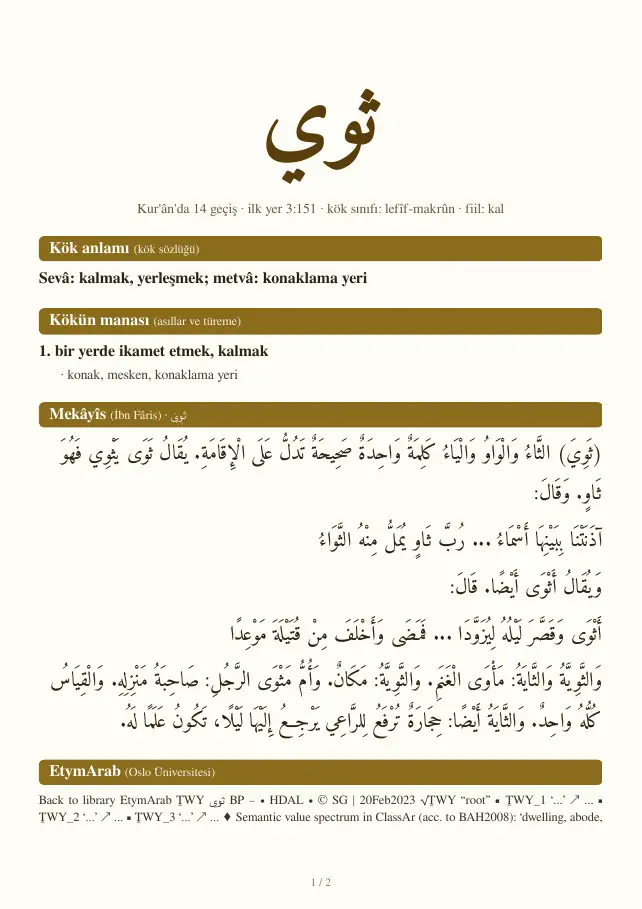 ثوي
Kur'ân'da 14 geçiş · ilk yer 3:151 · kök sınıfı: lefîf-makrûn · fiil: kal
Kök anlamı (kök sözlüğü)
Sevâ: kalmak, yerleşmek; metvâ: konaklama yeri
Kökün manası (asıllar ve türeme)
1. bir yerde ikamet etmek, kalmak
· konak, mesken, konaklama yeri
Mekâyîs (İbn Fâris) · ثوي
(ثَوِيَ) الثَّاءُ وَالْوَاوُ وَالْيَاءُ كَلِمَةٌ وَاحِدَةٌ صَحِيحَةٌ تَدُلُّ عَلَى الْإِقَامَةِ. يُقَالُ ثَوَى يَثْوِي فَهُوَ
ثَاوٍ. وَقَالَ:
آذَنَتْنَا بِبَيْنِهَا أَسْمَاءُ ... رُبَّ ثَاوٍ يُمَلُّ مِنْهُ الثَّوَاءُ
وَيُقَالُ أَثْوَى أَيْضًا. قَالَ:
أَثْوَى وَقَصَّرَ لَيْلُهُ لِيُزَوَّدَا ... فَمَضَى وَأَخْلَفَ مِنْ قُتَيْلَةَ مَوْعِدًا
وَالثَّوِيَّةُ وَالثَّايَةُ: مَأْوَى الْغَنَمِ. وَالثَّوِيَّةُ: مَكَانٌ. وَأُمُّ مَثْوَى الرَّجُلِ: صَاحِبَةُ مَنْزِلِهِ. وَالْقِيَاسُ
كُلُّهُ وَاحِدٌ. وَالثَّايَةُ أَيْضًا: حِجَارَةٌ تُرْفَعُ لِلرَّاعِي يَرْجِعُ إِلَيْهَا لَيْلًا، تَكُونُ عَلَمًا لَهُ.
EtymArab (Oslo Üniversitesi)
Back to library EtymArab ṮWY ثوي BP – • HDAL • © SG | 20Feb2023 √ṮWY “root” ▪ ṮWY_1 ‘...’ ↗ ... ▪
ṮWY_2 ‘...’ ↗ ... ▪ ṮWY_3 ‘...’ ↗ ... ♦ Semantic value spectrum in ClassAr (acc. to BAH2008): ‘dwelling, abode,
1 / 2